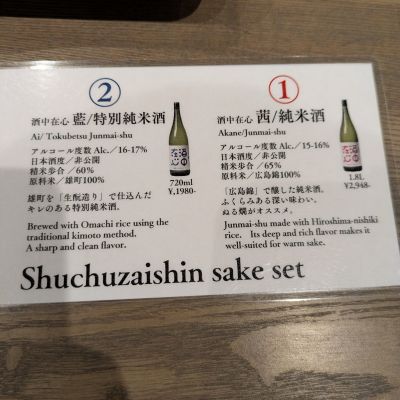 ②
酒中在心 藍/特別純米酒
Ai/ Tokubetsu Junmai-shu
アルコール度数 Alc.／16-17%
日本酒度／非公開
精米歩合／60%
原料米／雄町100%
720ml
¥1,980-
雄町を「生酛造り」で仕込んだ
キレのある特別純米酒。
Brewed with Omachi rice using the
traditional kimoto method.
A sharp and clean flavor.
①
酒中在心 茜/純米酒
Akane/Junmai-shu
アルコール度数 Alc.／15-16%
日本酒度／非公開
精米歩合／65%
原料米／広島錦100%
1.8L
¥2,948-
「広島錦」で醸した純米酒。
ふくらみある深い味わい。
ぬる燗がオススメ。
Junmai-shu made with Hiroshima-nishiki
rice. Its deep and rich flavor makes it
well-suited for warm sake.
Shuchuzaishin sake set